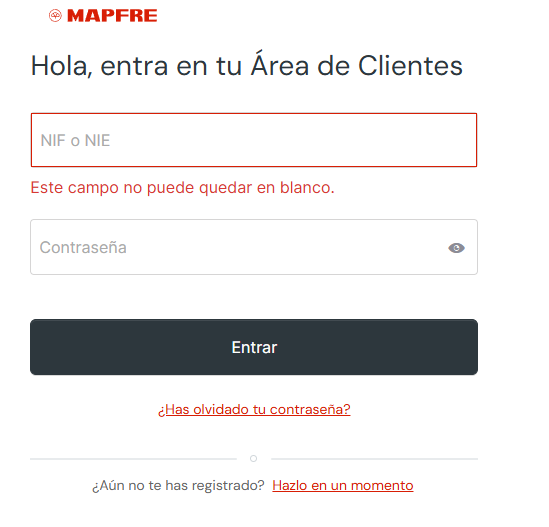 MAPFRE
Hola, entra en tu Área de Clientes
NIF o NIE
Este campo no puede quedar en blanco.
Contraseña
Entrar
¿Has olvidado tu contraseña?
¿Aún no te has registrado? Hazlo en un momento